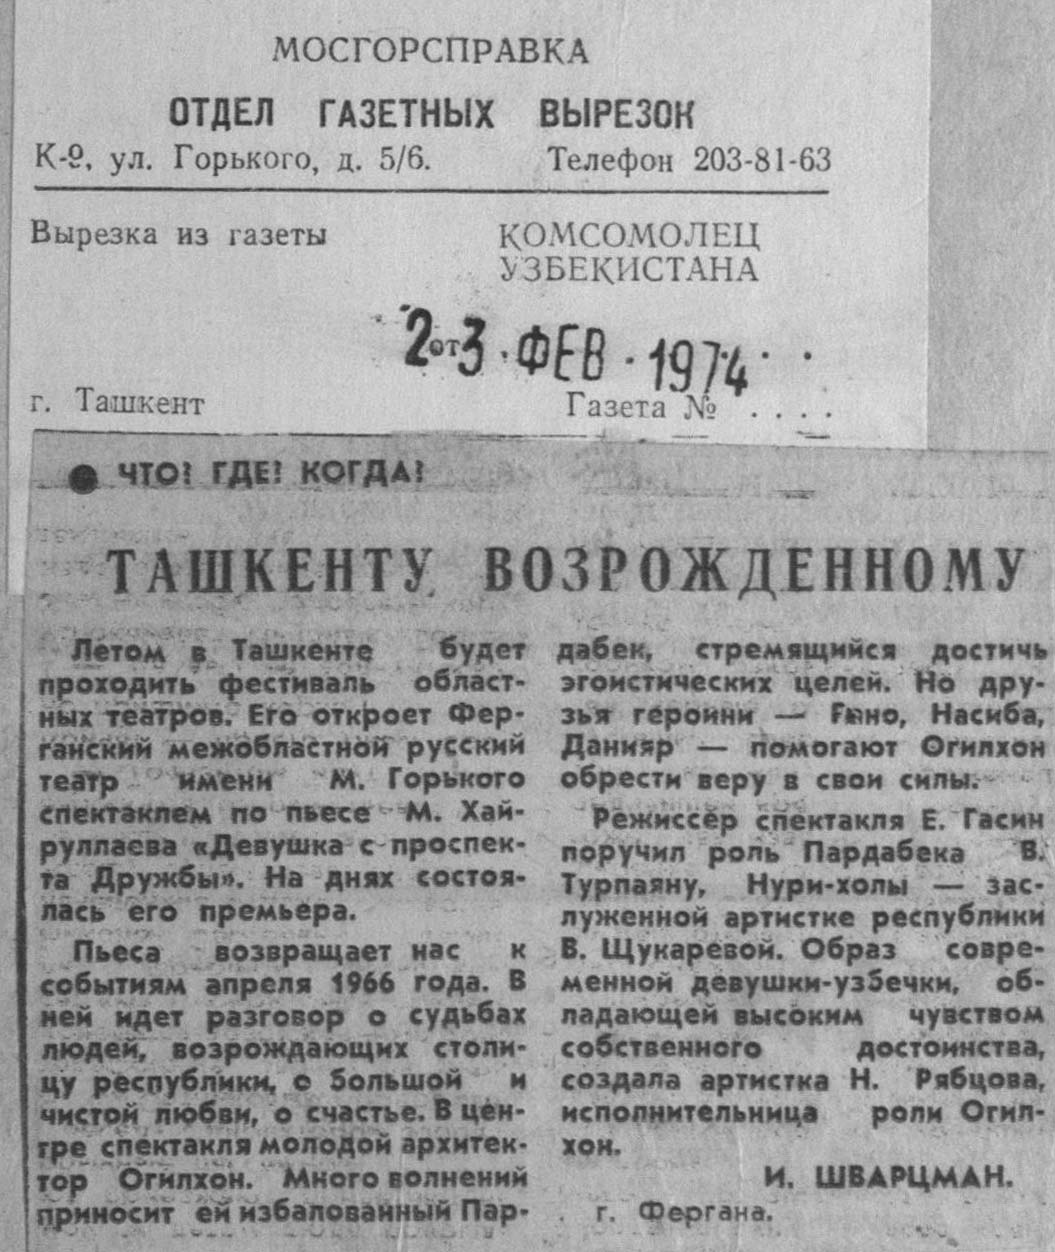 МОСГОРСПРАВКА
ОТДЕЛ ГАЗЕТНЫХ ВЫРЕЗОК
К-9, ул. Горького, д. 5/6. Телефон 203-81-63
Вырезка из газеты
КОМСОМОЛЕЦ
УЗБЕКИСТАНА
2 от 3 · ФЕВ · 1974 · ·
г. Ташкент Газета № . . . .
● ЧТО? ГДЕ? КОГДА?
ТАШКЕНТУ ВОЗРОЖДЕННОМУ
Летом в Ташкенте будет
проходить фестиваль област-
ных театров. Его откроет Фер-
ганский межобластной русский
театр имени М. Горького
спектаклем по пьесе М. Хай-
руллаева «Девушка с проспек-
та Дружбы». На днях состоя-
лась его премьера.
Пьеса возвращает нас к
событиям апреля 1966 года. В
ней идет разговор о судьбах
людей, возрождающих столи-
цу республики, о большой и
чистой любви, о счастье. В цен-
тре спектакля молодой архитек-
тор Огилхон. Много волнений
приносит ей избалованный Пар-
дабек, стремящийся достичь
эгоистических целей. Но дру-
зья героини — Насиба,
Данияр — помогают Огилхон
обрести веру в свои силы.
Режиссер спектакля Е. Гасин
поручил роль Пардабека В.
Турпаяну, Нури-холы — зас-
луженной артистке республики
В. Щукаревой. Образ совре-
менной девушки-узбечки, об-
ладающей высоким чувством
собственного достоинства,
создала артистка Н. Рябцова,
исполнительница роли Огил-
хон.
И. ШВАРЦМАН.
г. Фергана.